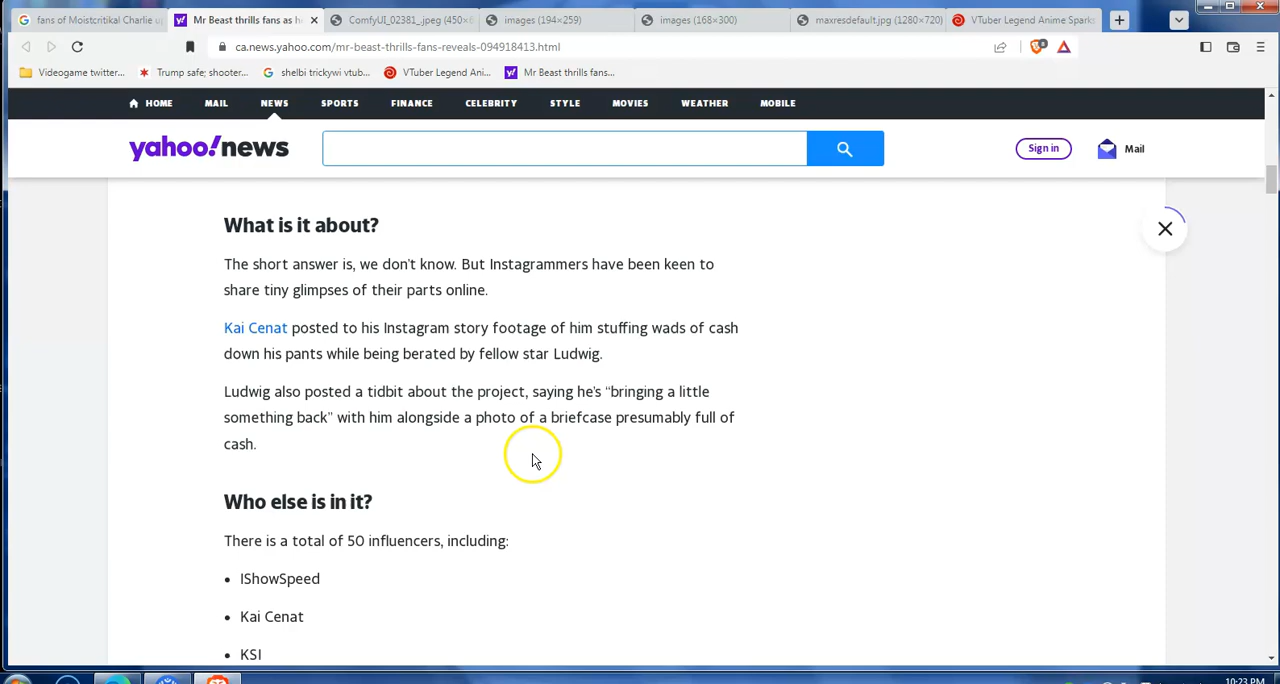 fans of Moistcritikal Charlie u
Mr Beast thrills fans as h
ComfyUI_02381_.jpeg (450×6
images (194×259)
images (168×300)
maxresdefault.jpg (1280×720)
VTuber Legend Anime Sparks
ca.news.yahoo.com/mr-beast-thrills-fans-reveals-094918413.html
Videogame twitter...
Trump safe; shooter...
shelbi trickywi vtub...
VTuber Legend Ani...
Mr Beast thrills fans...
HOME MAIL NEWS SPORTS FINANCE CELEBRITY STYLE MOVIES WEATHER MOBILE
yahoo!news
Sign in
Mail
What is it about?
The short answer is, we don't know. But Instagrammers have been keen to
share tiny glimpses of their parts online.
Kai Cenat posted to his Instagram story footage of him stuffing wads of cash
down his pants while being berated by fellow star Ludwig.
Ludwig also posted a tidbit about the project, saying he's “bringing a little
something back” with him alongside a photo of a briefcase presumably full of
cash.
Who else is in it?
There is a total of 50 influencers, including:
• IShowSpeed
• Kai Cenat
• KSI
10:23 PM